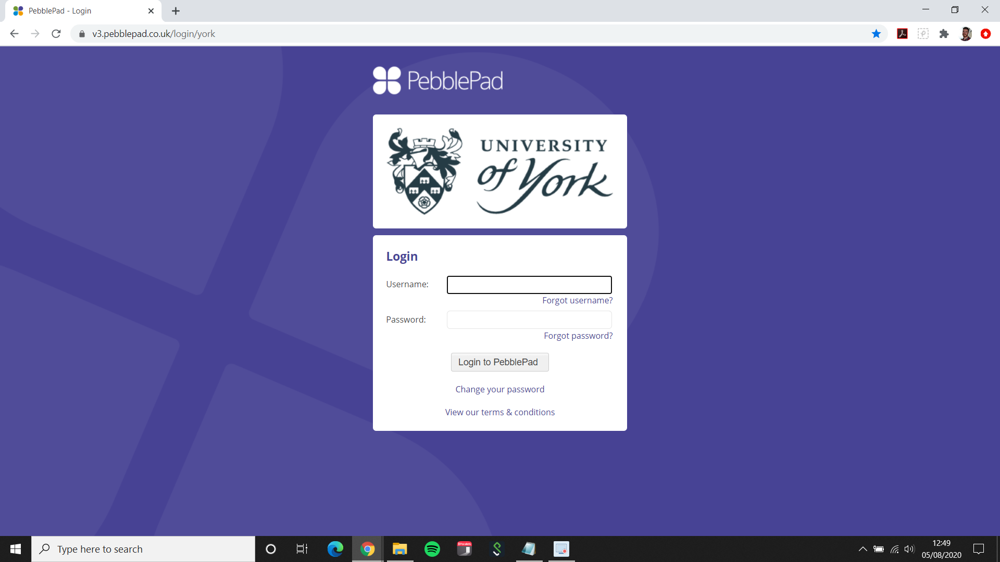 PebblePad - Login
v3.pebblepad.co.uk/login/york
PebblePad
UNIVERSITY
of York
Login
Username:
Forgot username?
Password:
Forgot password?
Login to PebblePad
Change your password
View our terms & conditions
Type here to search
12:49
05/08/2020